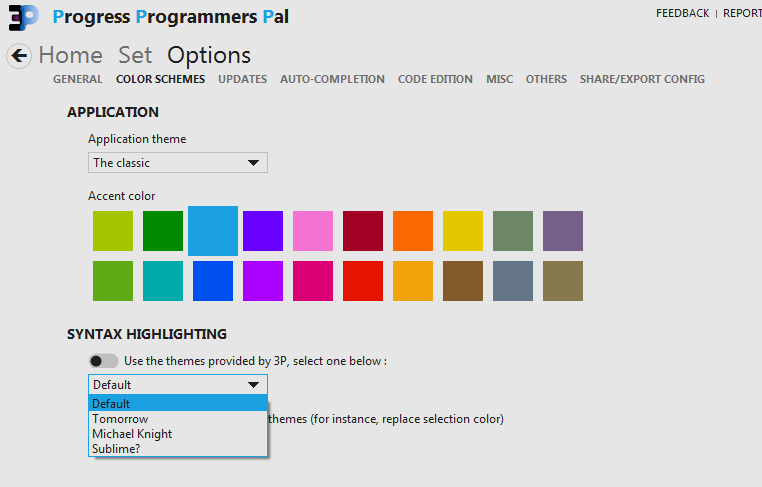 3P Progress Programmers Pal
FEEDBACK | REPORT
Home Set Options
GENERAL COLOR SCHEMES UPDATES AUTO-COMPLETION CODE EDITION MISC OTHERS SHARE/EXPORT CONFIG
APPLICATION
Application theme
The classic
Accent color
SYNTAX HIGHLIGHTING
Use the themes provided by 3P, select one below :
Default
Default
Tomorrow themes (for instance, replace selection color)
Michael Knight
Sublime?